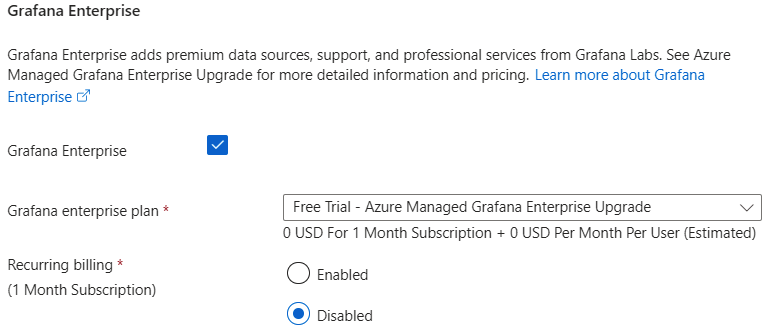 Grafana Enterprise
Grafana Enterprise adds premium data sources, support, and professional services from Grafana Labs. See Azure
Managed Grafana Enterprise Upgrade for more detailed information and pricing. Learn more about Grafana
Enterprise
Grafana Enterprise
Grafana enterprise plan *
Free Trial - Azure Managed Grafana Enterprise Upgrade
0 USD For 1 Month Subscription + 0 USD Per Month Per User (Estimated)
Recurring billing *
(1 Month Subscription)
Enabled
Disabled